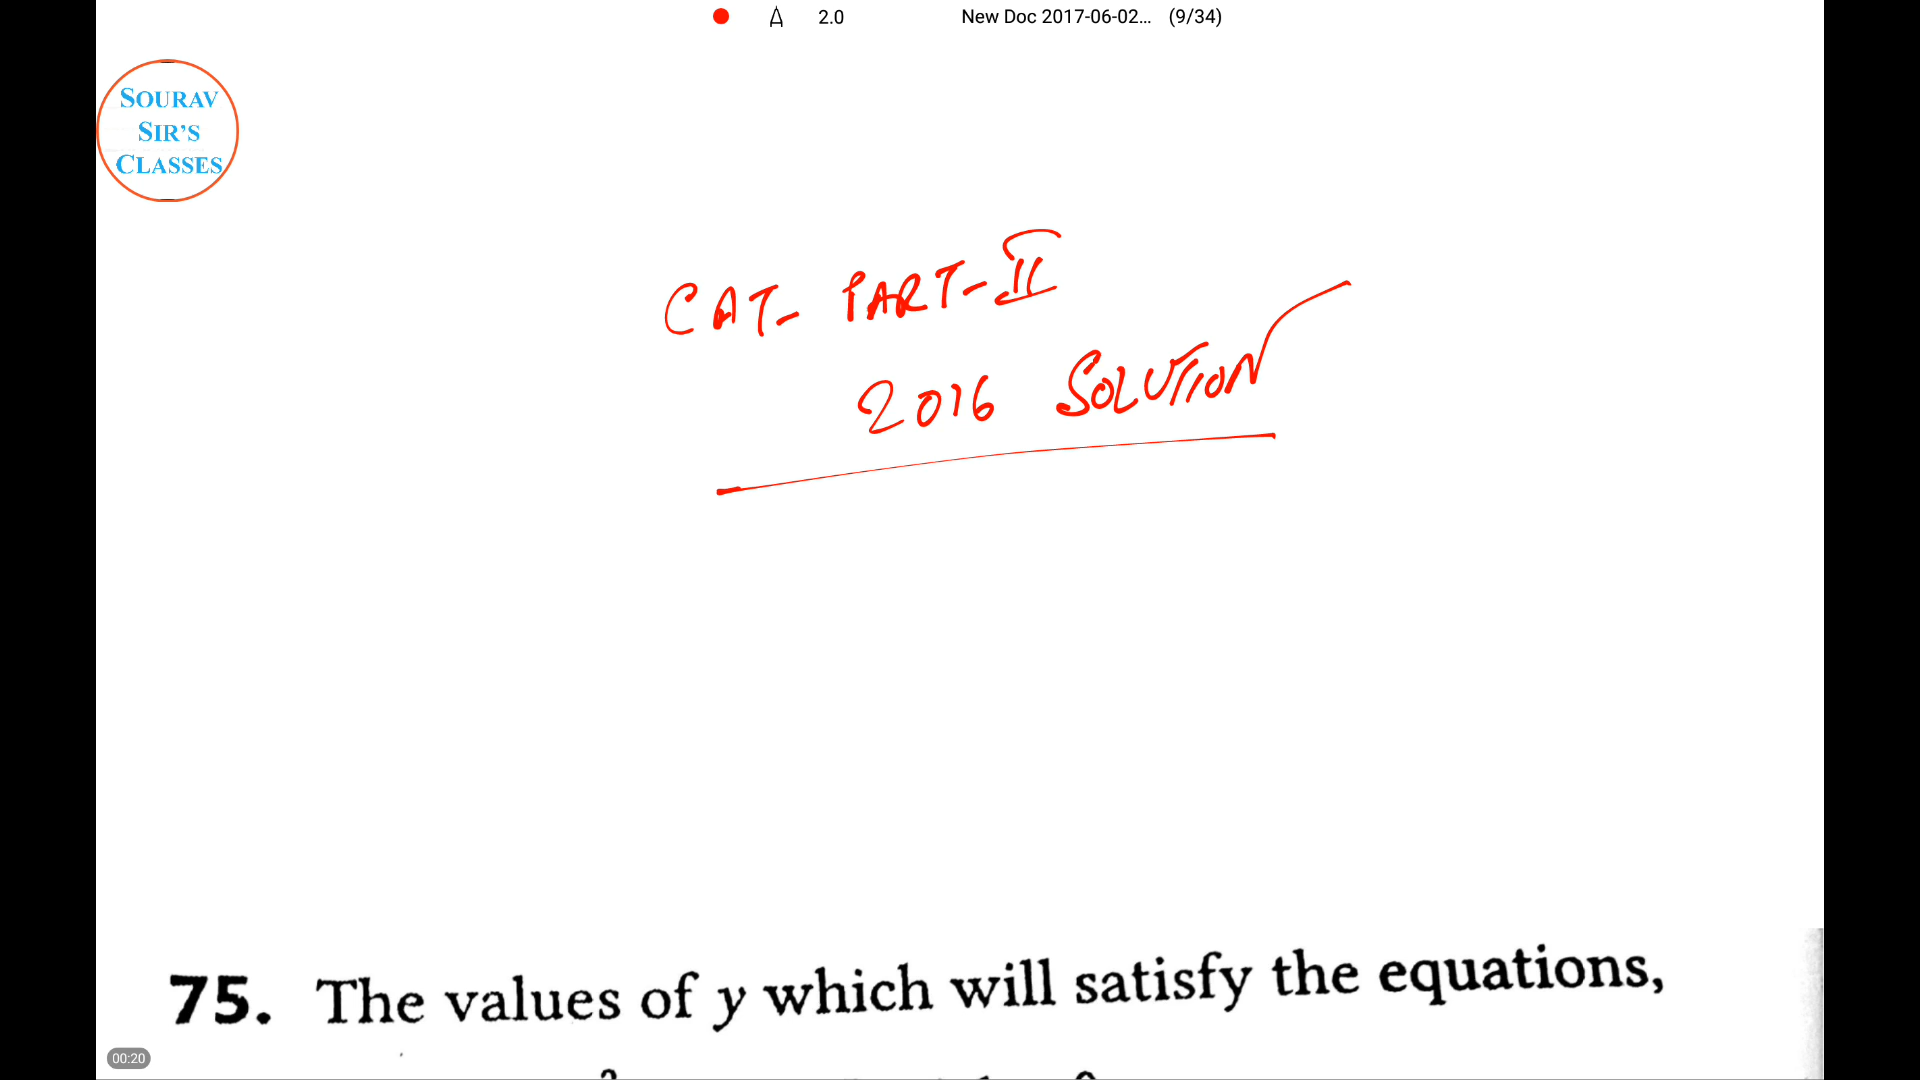 2.0 New Doc 2017-06-02... (9/34)
SOURAV
SIR'S
CLASSES
CAT- PART-II
2016 SOLUTION
75. The values of y which will satisfy the equations,
00:20